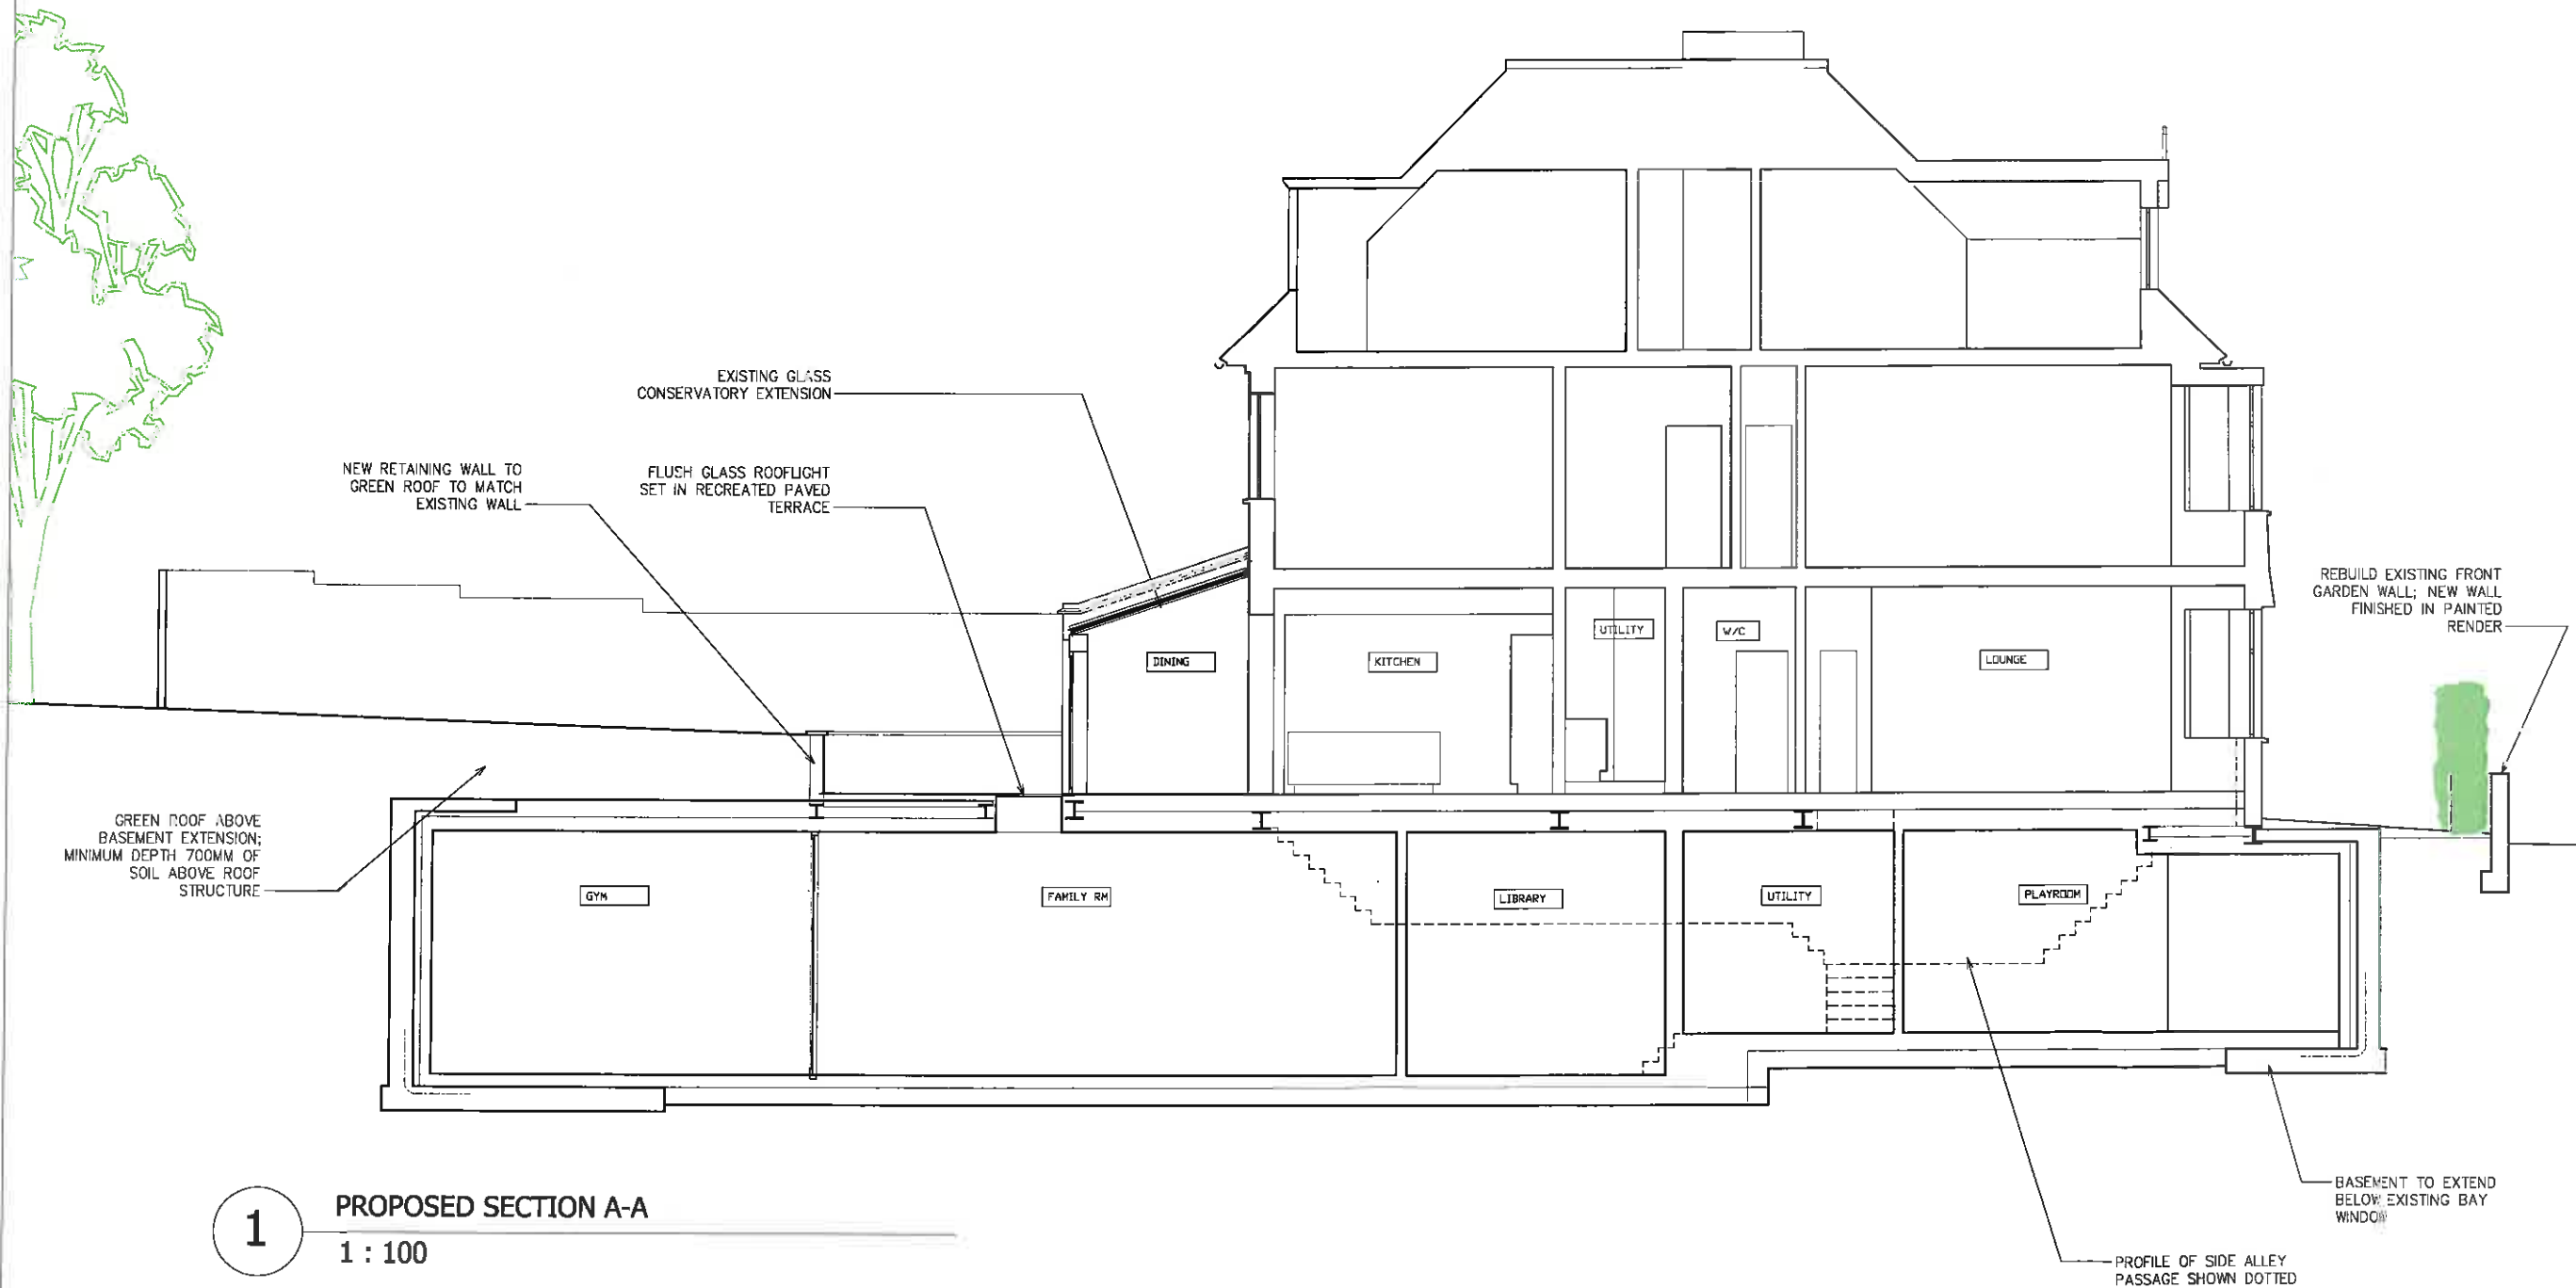 EXISTING GLASS
CONSERVATORY EXTENSION
NEW RETAINING WALL TO
GREEN ROOF TO MATCH
EXISTING WALL
FLUSH GLASS ROOFLIGHT
SET IN RECREATED PAVED
TERRACE
REBUILD EXISTING FRONT
GARDEN WALL; NEW WALL
FINISHED IN PAINTED
RENDER
DINING
KITCHEN
UTILITY
W/C
LOUNGE
GREEN ROOF ABOVE
BASEMENT EXTENSION;
MINIMUM DEPTH 700MM OF
SOIL ABOVE ROOF
STRUCTURE
GYM
FAMILY RM
LIBRARY
UTILITY
PLAYROOM
BASEMENT TO EXTEND
BELOW EXISTING BAY
WINDOW
PROFILE OF SIDE ALLEY
PASSAGE SHOWN DOTTED
1
PROPOSED SECTION A-A
1 : 100